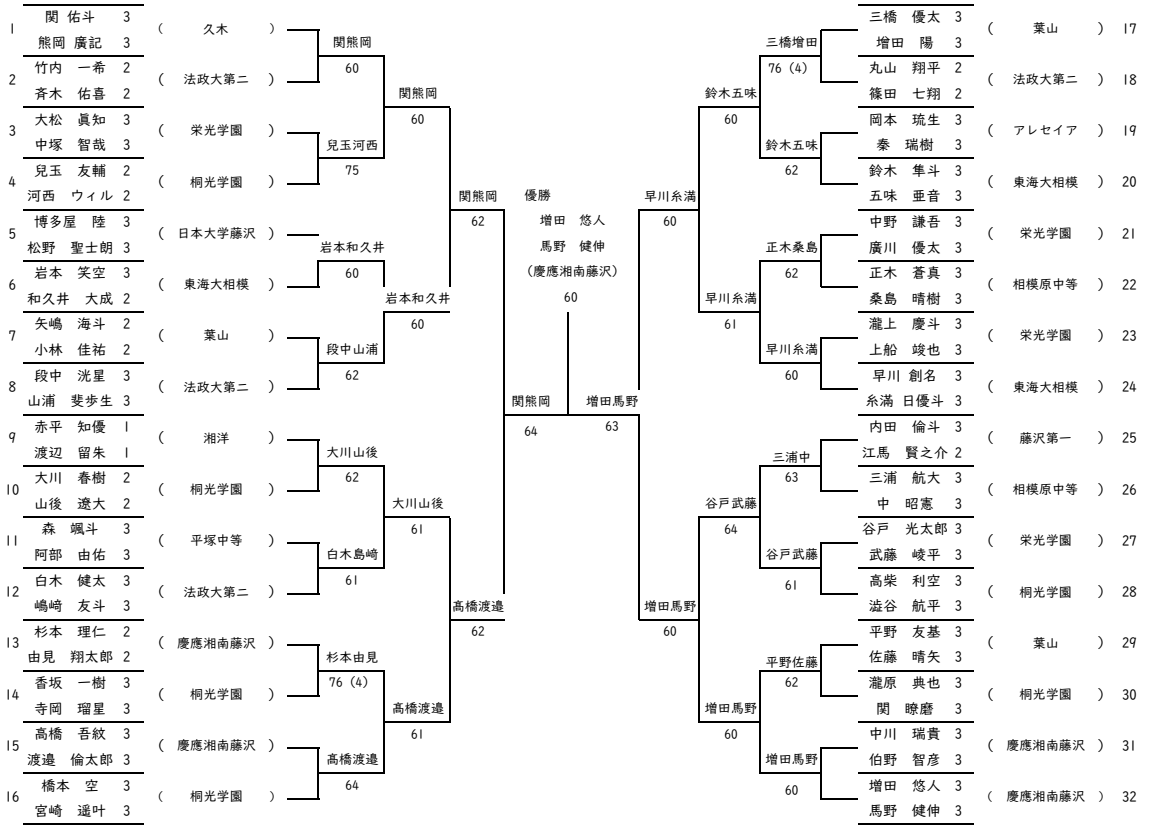 1 関 佑斗 3 ( 久木 )
熊岡 廣記 3
2 竹内 一希 2 ( 法政大第二 )
斉木 佑喜 2
3 大松 眞知 3 ( 栄光学園 )
中塚 智哉 3
4 兒玉 友輔 2 ( 桐光学園 )
河西 ウィル 2
5 博多屋 陸 3 ( 日本大学藤沢 )
松野 聖士朗 3
6 岩本 笑空 3 ( 東海大相模 )
和久井 大成 2
7 矢嶋 海斗 2 ( 葉山 )
小林 佳祐 2
8 段中 洸星 3 ( 法政大第二 )
山浦 斐歩生 3
9 赤平 知優 1 ( 湘洋 )
渡辺 留朱 1
10 大川 春樹 2 ( 桐光学園 )
山後 遼大 2
11 森 颯斗 3 ( 平塚中等 )
阿部 由佑 3
12 白木 健太 3 ( 法政大第二 )
嶋﨑 友斗 3
13 杉本 理仁 2 ( 慶應湘南藤沢 )
由見 翔太郎 2
14 香坂 一樹 3 ( 桐光学園 )
寺岡 瑠星 3
15 高橋 吾紋 3 ( 慶應湘南藤沢 )
渡邉 倫太郎 3
16 橋本 空 3 ( 桐光学園 )
宮崎 遥叶 3
関熊岡
60
兒玉河西
75
岩本和久井
60
段中山浦
62
大川山後
62
白木島﨑
61
杉本由見
76 (4)
髙橋渡邉
64
関熊岡
60
岩本和久井
60
大川山後
61
髙橋渡邉
61
関熊岡
62
髙橋渡邉
62
関熊岡
64
優勝
増田 悠人
馬野 健伸
(慶應湘南藤沢)
60
増田馬野
63
早川糸満
60
増田馬野
60
鈴木五味
60
早川糸満
61
谷戸武藤
64
増田馬野
60
三橋増田
76 (4)
鈴木五味
62
正木桑島
62
早川糸満
60
三浦中
63
谷戸武藤
61
平野佐藤
62
増田馬野
60
三橋 優太 3 ( 葉山 ) 17
増田 陽 3
丸山 翔平 2 ( 法政大第二 ) 18
篠田 七翔 2
岡本 琉生 3 ( アレセイア ) 19
秦 瑞樹 3
鈴木 隼斗 3 ( 東海大相模 ) 20
五味 亜音 3
中野 謙吾 3 ( 栄光学園 ) 21
廣川 優太 3
正木 蒼真 3 ( 相模原中等 ) 22
桑島 晴樹 3
瀧上 慶斗 3 ( 栄光学園 ) 23
上船 竣也 3
早川 創名 3 ( 東海大相模 ) 24
糸滿 日優斗 3
内田 倫斗 3 ( 藤沢第一 ) 25
江馬 賢之介 2
三浦 航大 3 ( 相模原中等 ) 26
中 昭憲 3
谷戸 光太郎 3 ( 栄光学園 ) 27
武藤 崚平 3
高柴 利空 3 ( 桐光学園 ) 28
澁谷 航平 3
平野 友基 3 ( 葉山 ) 29
佐藤 晴矢 3
瀧原 典也 3 ( 桐光学園 ) 30
関 瞭磨 3
中川 瑞貴 3 ( 慶應湘南藤沢 ) 31
伯野 智彦 3
増田 悠人 3 ( 慶應湘南藤沢 ) 32
馬野 健伸 3